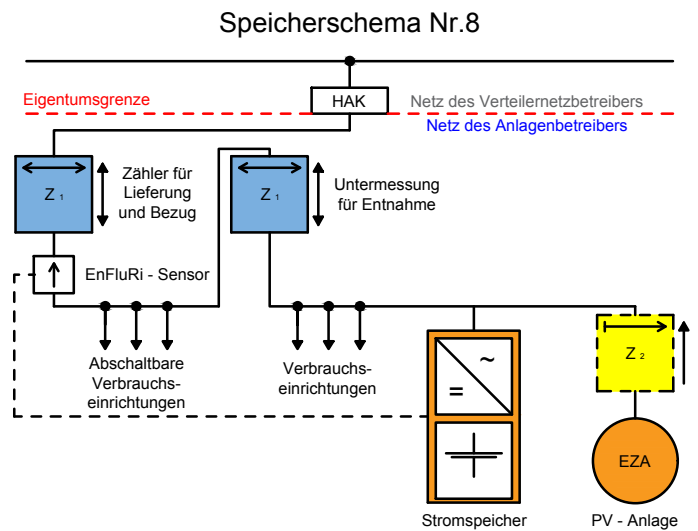 Speicherschema Nr.8
Eigentumsgrenze
HAK
Netz des Verteilernetzbetreibers
Netz des Anlagenbetreibers
Z 1
Zähler für
Lieferung
und Bezug
Z 1
Untermessung
für Entnahme
EnFluRi - Sensor
Abschaltbare
Verbrauchs-
einrichtungen
Verbrauchs-
einrichtungen
~
=
Z 2
EZA
Stromspeicher
PV - Anlage